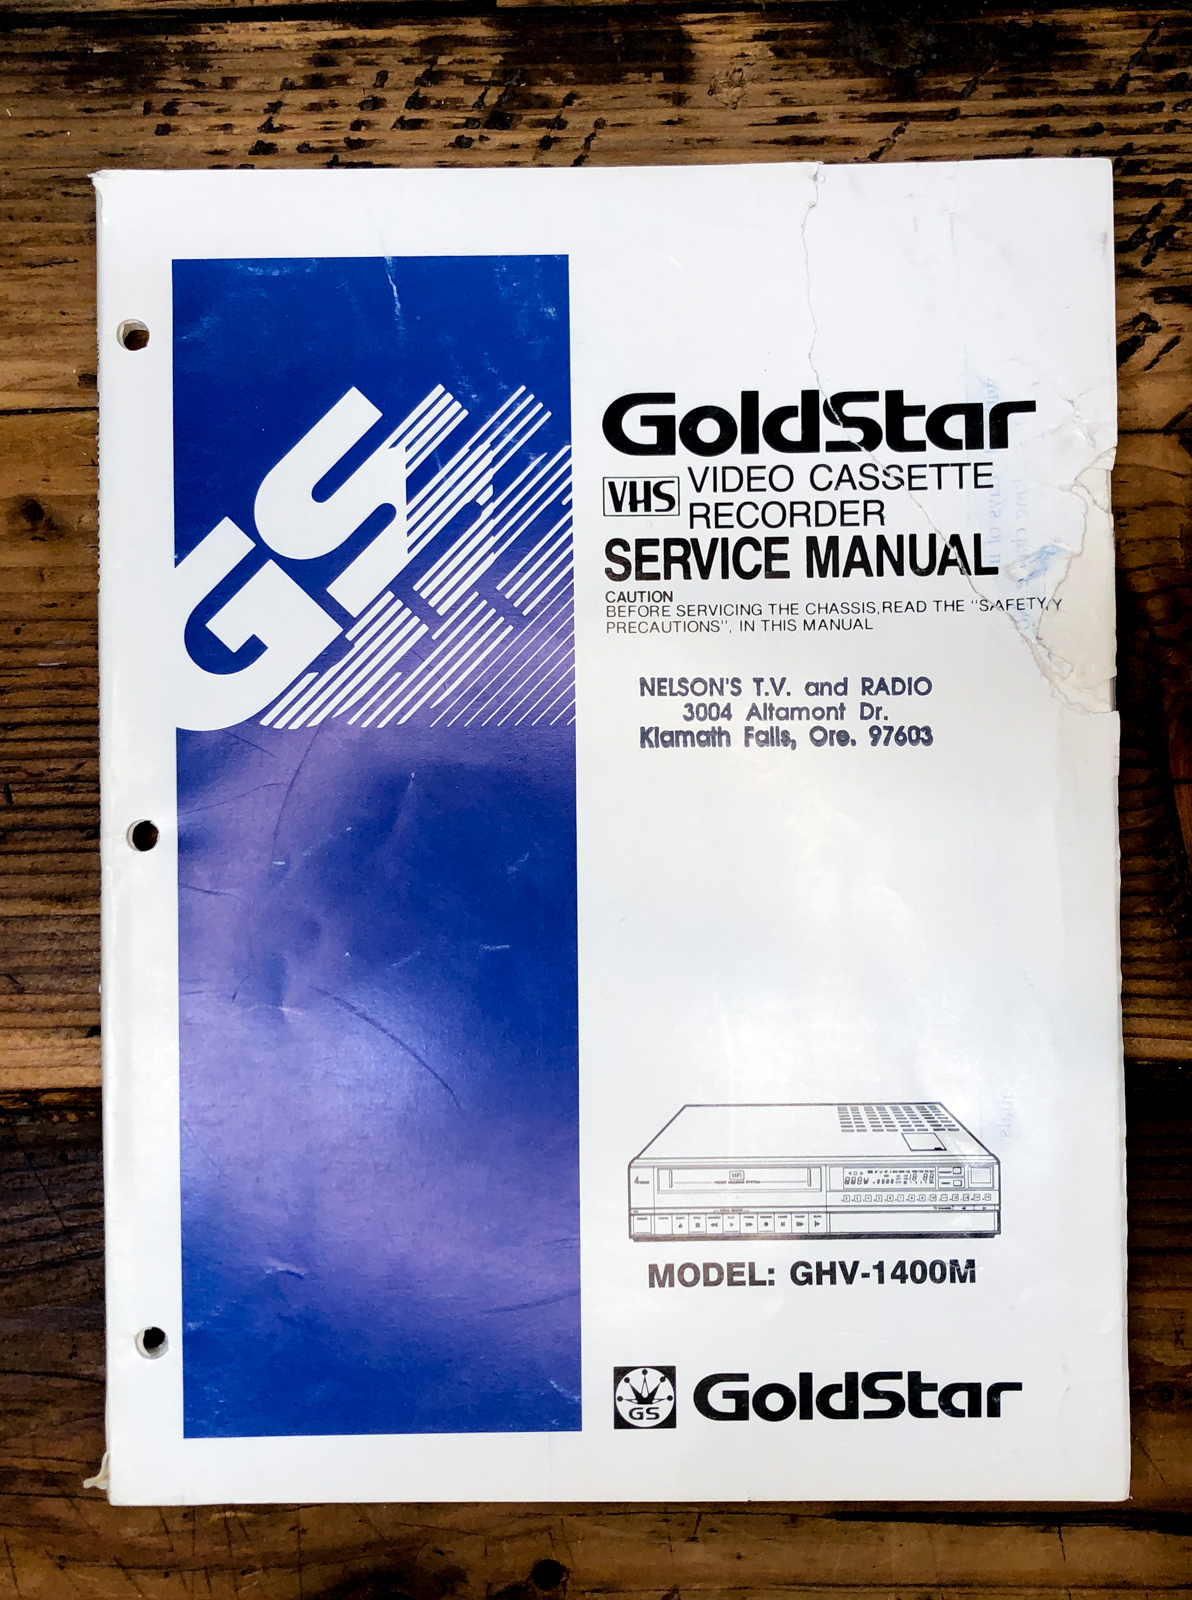 GS
GoldStar
VHS VIDEO CASSETTE
RECORDER
SERVICE MANUAL
CAUTION
BEFORE SERVICING THE CHASSIS,READ THE "SAFETY,Y
PRECAUTIONS", IN THIS MANUAL
NELSON'S T.V. and RADIO
3004 Altamont Dr.
Klamath Falls, Ore. 97603
VHS
MODEL: GHV-1400M
GS
GoldStar